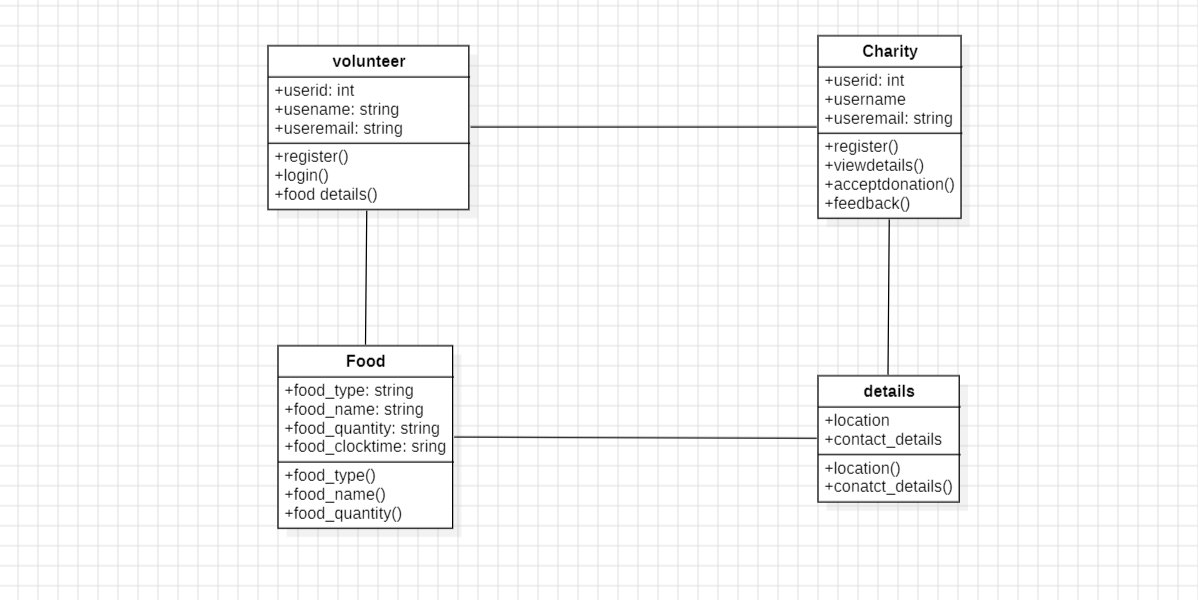 volunteer
+userid: int
+usename: string
+useremail: string
+register()
+login()
+food details()
Charity
+userid: int
+username
+useremail: string
+register()
+viewdetails()
+acceptdonation()
+feedback()
Food
+food_type: string
+food_name: string
+food_quantity: string
+food_clocktime: sring
+food_type()
+food_name()
+food_quantity()
details
+location
+contact_details
+location()
+conatct_details()